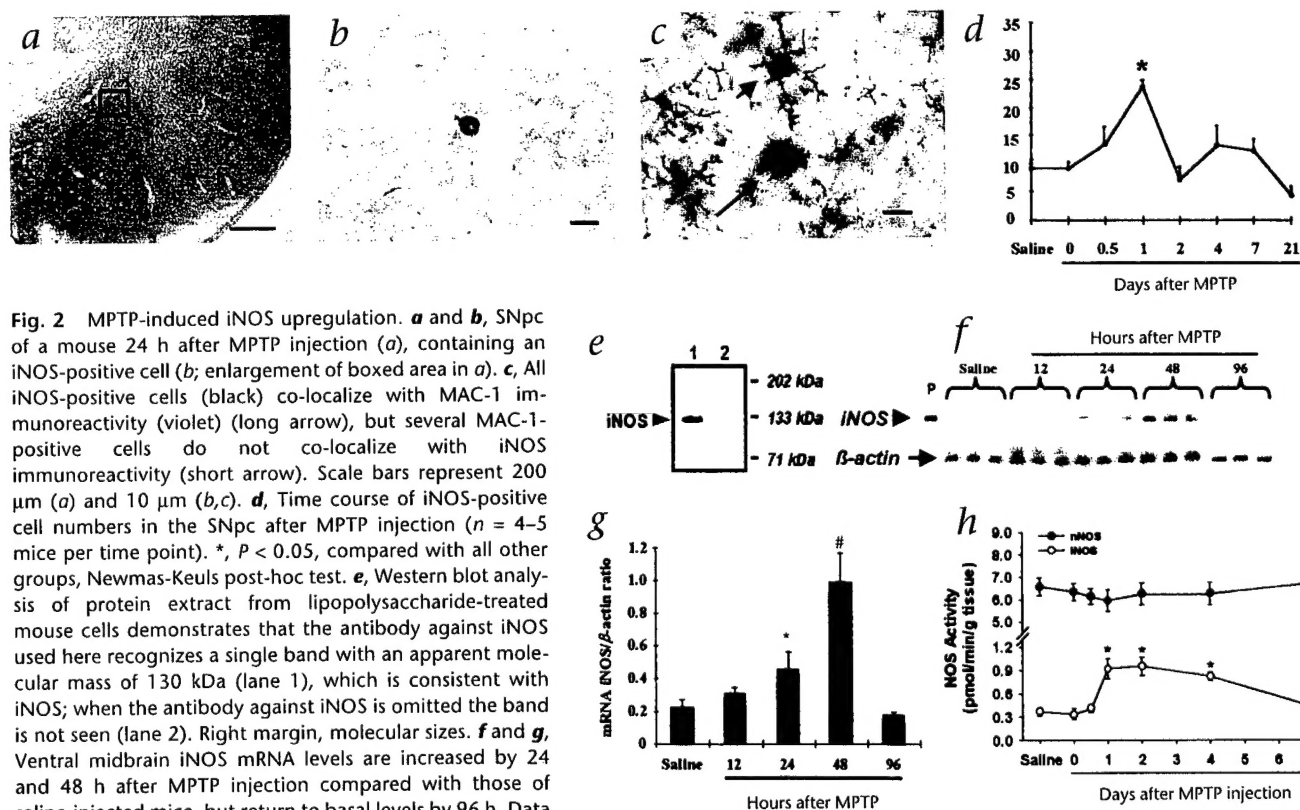 a
b
c
d
35
30
25
20
15
10
5
0
*
Saline 0 0.5 1 2 4 7 21
Days after MPTP
Fig. 2 MPTP-induced iNOS upregulation. a and b, SNpc
of a mouse 24 h after MPTP injection (a), containing an
iNOS-positive cell (b; enlargement of boxed area in a). c, All
iNOS-positive cells (black) co-localize with MAC-1 im-
munoreactivity (violet) (long arrow), but several MAC-1-
positive cells do not co-localize with iNOS
immunoreactivity (short arrow). Scale bars represent 200
μm (a) and 10 μm (b,c). d, Time course of iNOS-positive
cell numbers in the SNpc after MPTP injection (n = 4–5
mice per time point). *, P < 0.05, compared with all other
groups, Newmas-Keuls post-hoc test. e, Western blot analy-
sis of protein extract from lipopolysaccharide-treated
mouse cells demonstrates that the antibody against iNOS
used here recognizes a single band with an apparent mole-
cular mass of 130 kDa (lane 1), which is consistent with
iNOS; when the antibody against iNOS is omitted the band
is not seen (lane 2). Right margin, molecular sizes. f and g,
Ventral midbrain iNOS mRNA levels are increased by 24
and 48 h after MPTP injection compared with those of
saline-injected mice, but return to basal levels by 96 h. Data
e
1 2
202 kDa
iNOS
133 kDa
71 kDa
f
Hours after MPTP
P Saline 12 24 48 96
iNOS
ß-actin
g
mRNA iNOS/β-actin ratio
1.2
1.0
0.8
0.6
0.4
0.2
0
*
#
Saline 12 24 48 96
Hours after MPTP
h
nNOS
iNOS
NOS Activity
(pmol/min/g tissue)
9.0
7.0
6.0
5.0
1.2
0.9
0.6
0.3
0.0
* * *
Saline 0 1 2 4 6
Days after MPTP injection